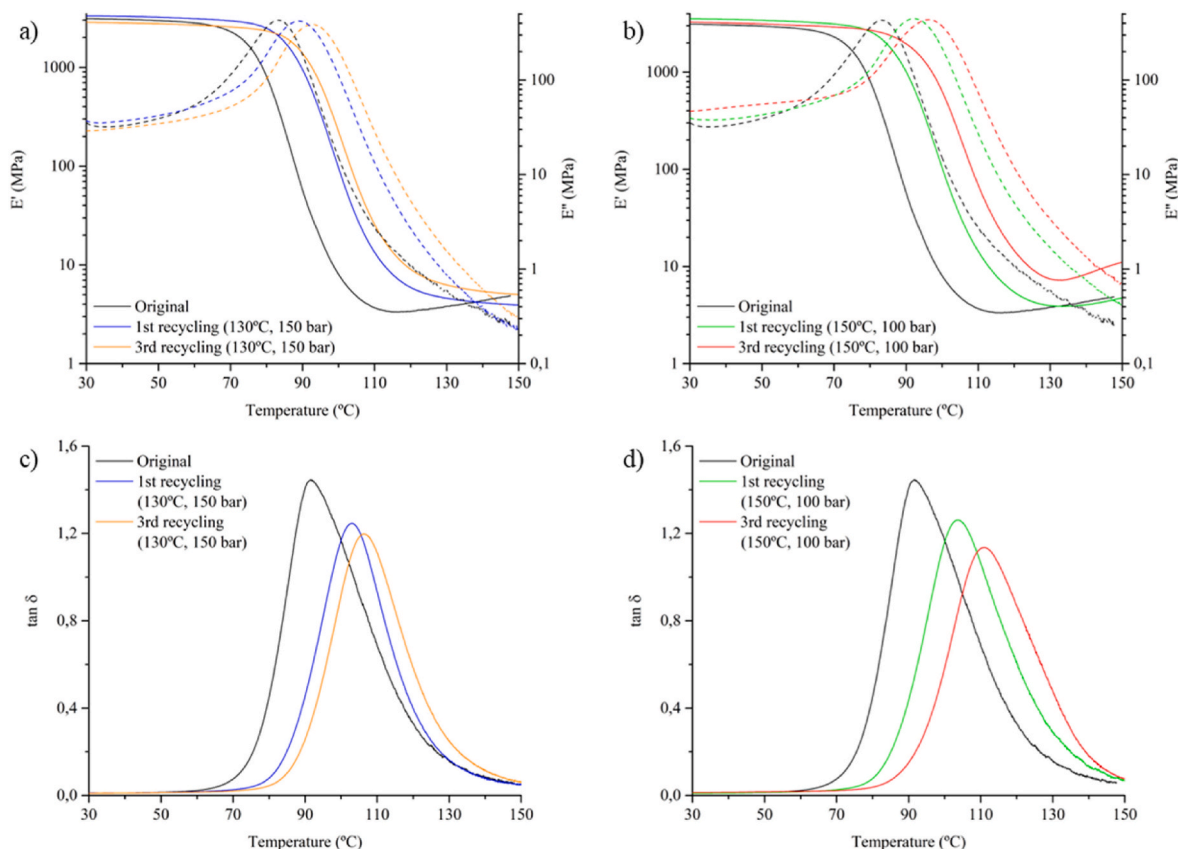 a)
1000
100
10
1
E' (MPa)
100
10
1
0,1
E'' (MPa)
Original
1st recycling (130ºC, 150 bar)
3rd recycling (130ºC, 150 bar)
30 50 70 90 110 130 150
Temperature (ºC)
b)
1000
100
10
1
E' (MPa)
100
10
1
0,1
E'' (MPa)
Original
1st recycling (150ºC, 100 bar)
3rd recycling (150ºC, 100 bar)
30 50 70 90 110 130 150
Temperature (ºC)
c)
1,6
1,2
0,8
0,4
0,0
tan δ
Original
1st recycling
(130ºC, 150 bar)
3rd recycling
(130ºC, 150 bar)
30 50 70 90 110 130 150
Temperature (ºC)
d)
1,6
1,2
0,8
0,4
0,0
tan δ
Original
1st recycling
(150ºC, 100 bar)
3rd recycling
(150ºC, 100 bar)
30 50 70 90 110 130 150
Temperature (ºC)